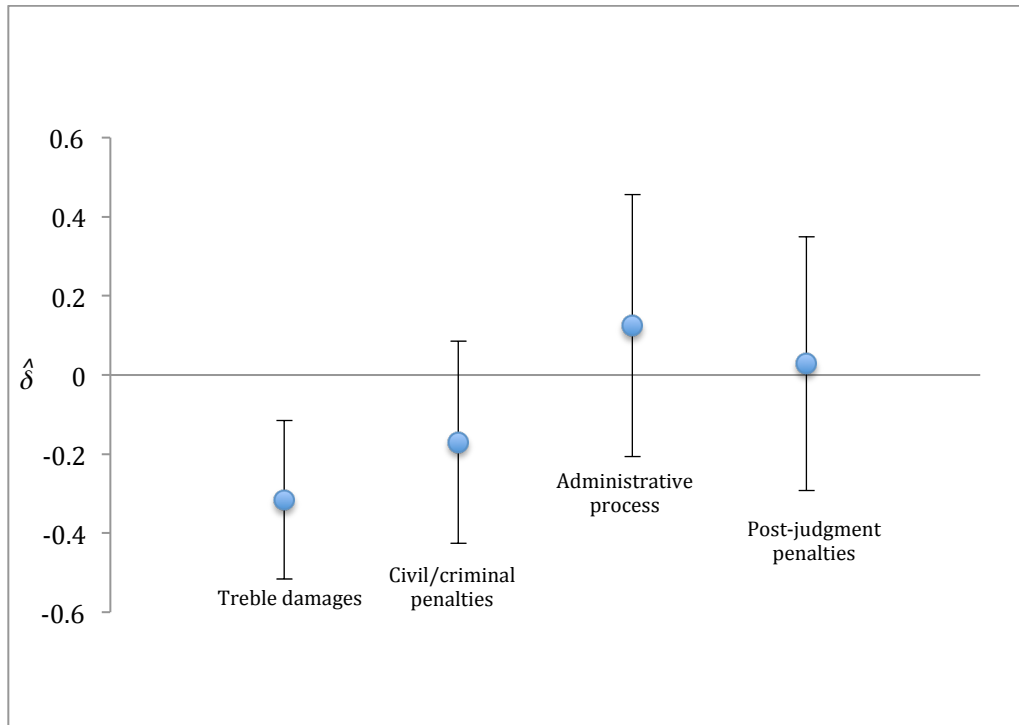 0.6
0.4
0.2
0
-0.2
-0.4
-0.6
δ̂
Treble damages
Civil/criminal
penalties
Administrative
process
Post-judgment
penalties